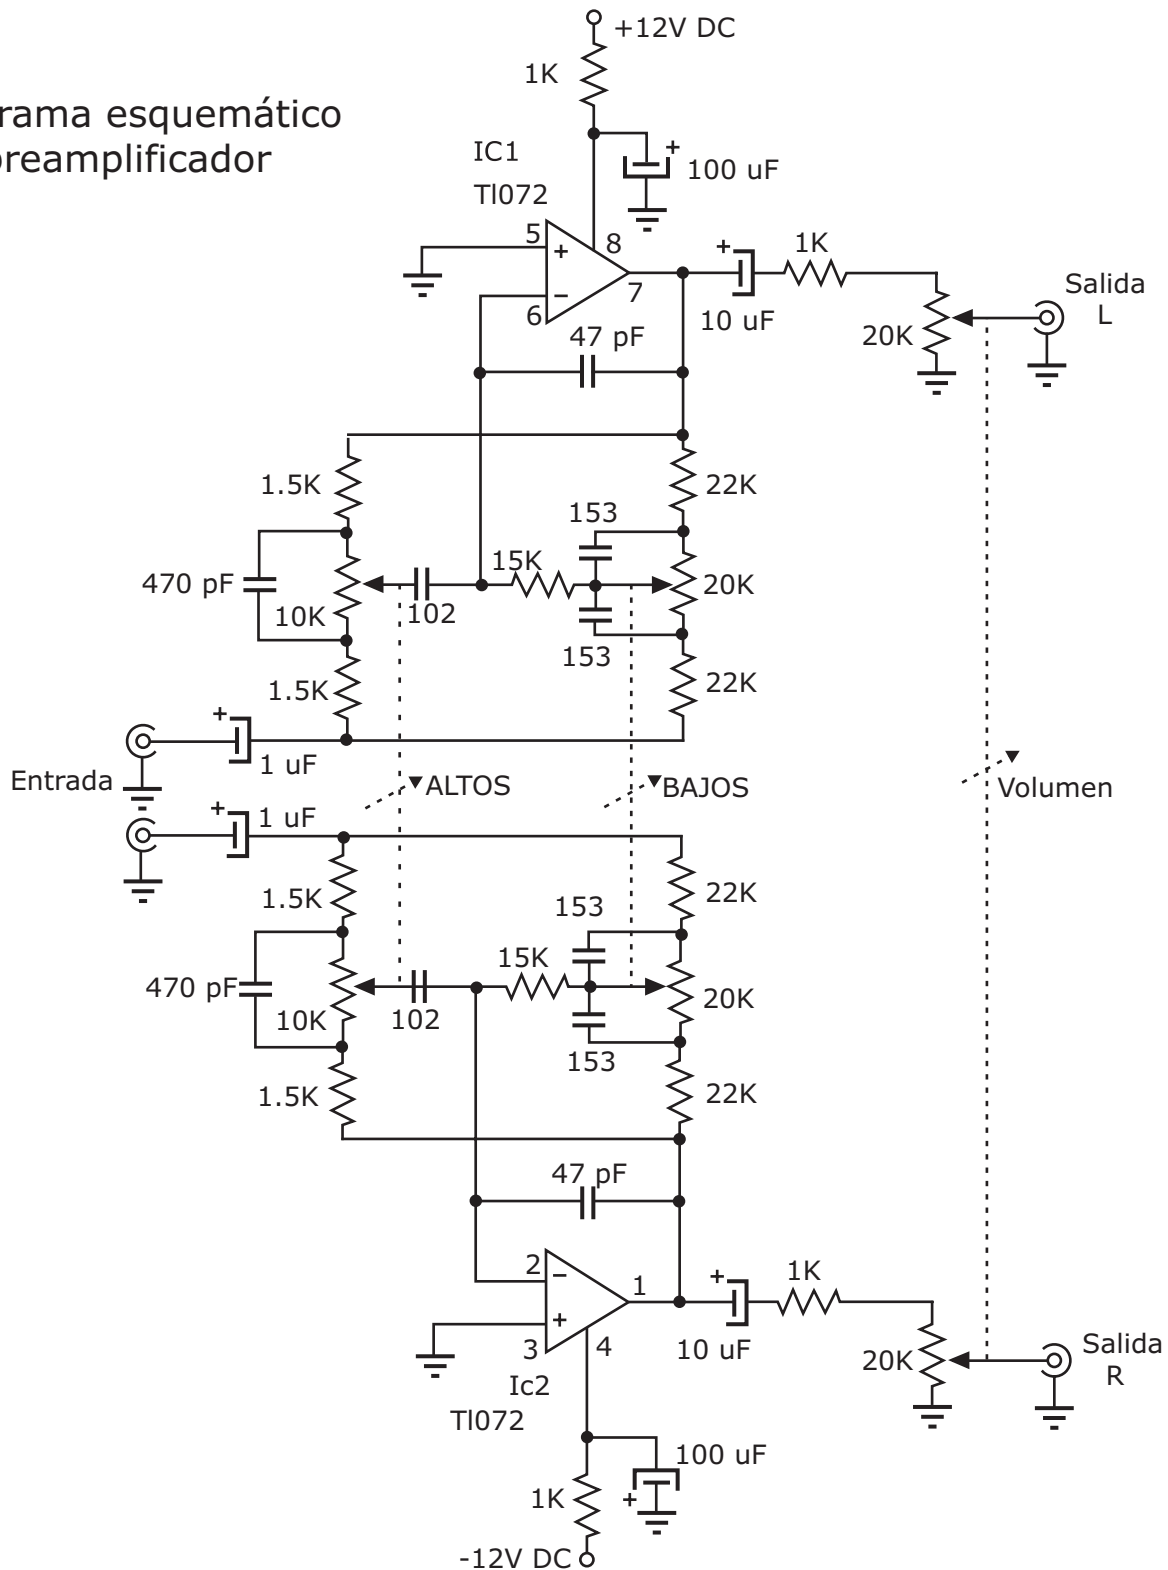 +12V DC
1K
rama esquemático
preamplificador
IC1
Tl072
+
100 uF
5
+
8
−
7
6
+
10 uF
1K
Salida
L
20K
47 pF
1.5K
22K
153
470 pF
10K
102
15K
20K
153
1.5K
22K
+
1 uF
Entrada
ALTOS
BAJOS
Volumen
+
1 uF
1.5K
22K
153
15K
470 pF
10K
102
20K
153
1.5K
22K
47 pF
2
−
1
+
3
4
+
10 uF
1K
20K
Salida
R
Ic2
Tl072
100 uF
+
1K
-12V DC